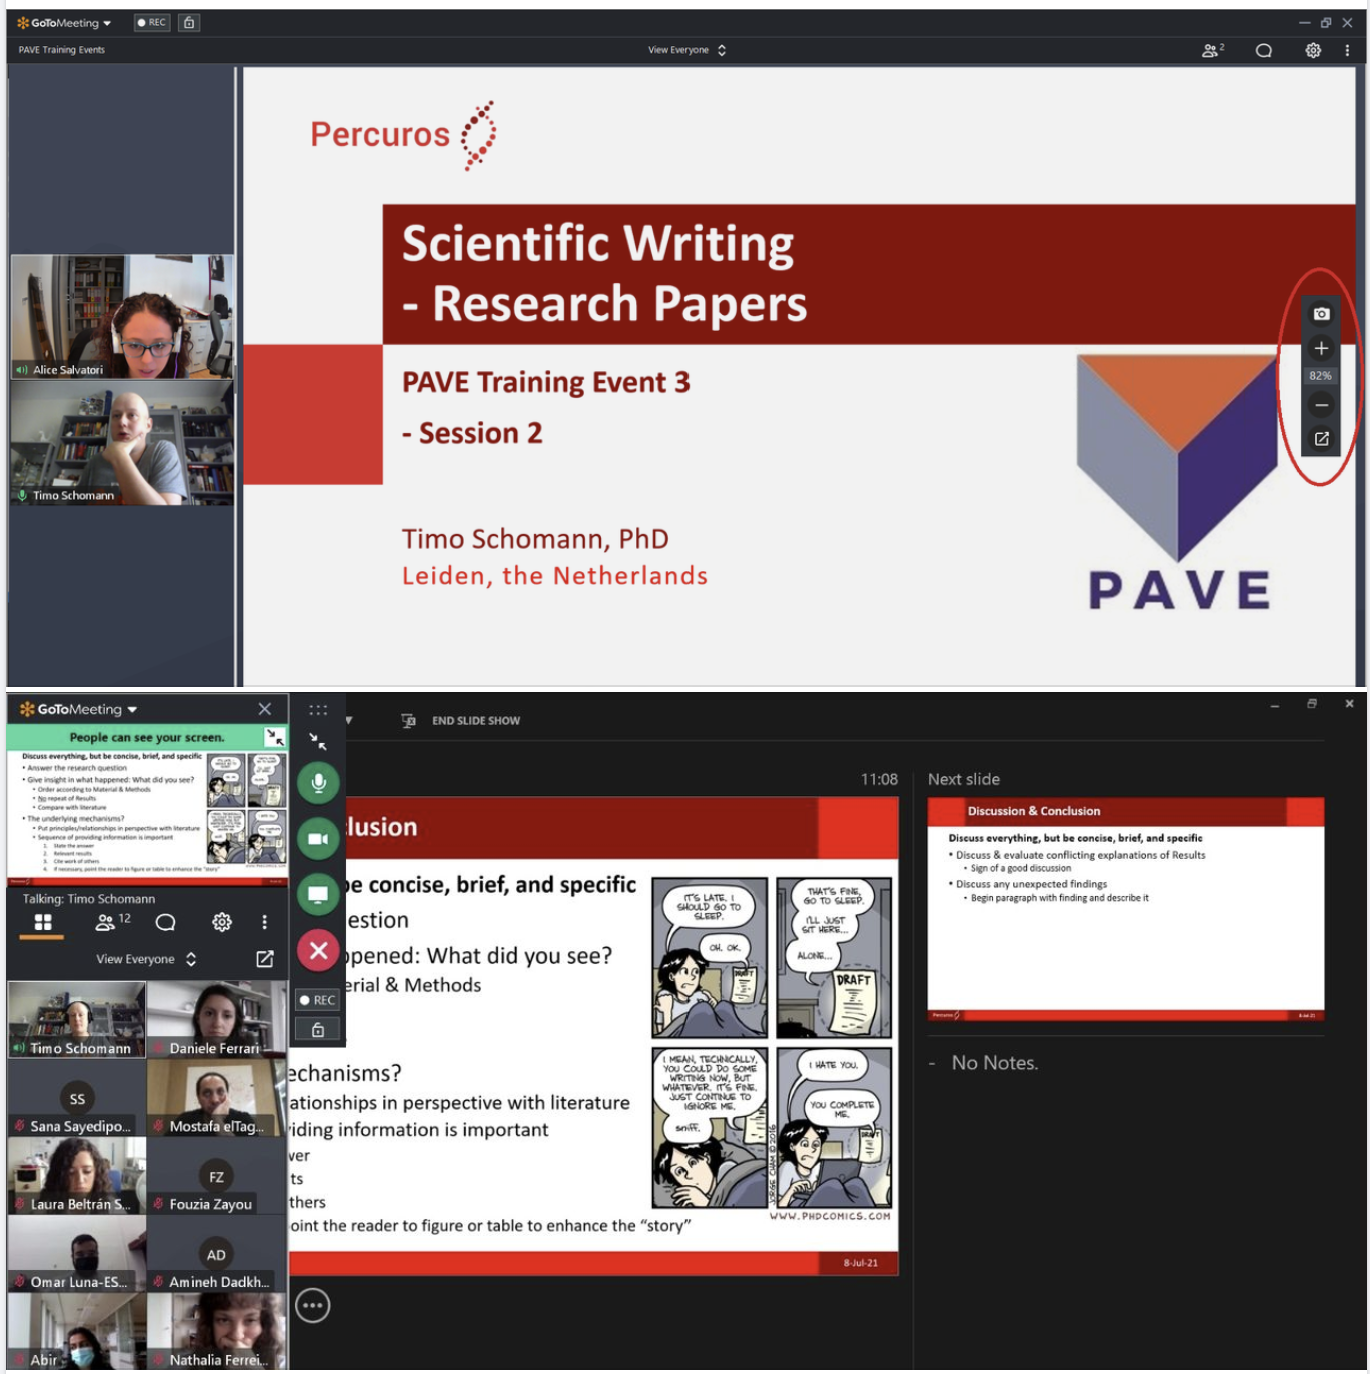 GoToMeeting
REC
PAVE Training Events
View Everyone
2
Percuros
Scientific Writing
- Research Papers
PAVE Training Event 3
- Session 2
Timo Schomann, PhD
Leiden, the Netherlands
82%
PAVE
Alice Salvatori
Timo Schomann
GoToMeeting
People can see your screen.
Discuss everything, but be concise, brief, and specific
• Answer the research question
• Give insight in what happened: What did you see?
• Order according to Material & Methods
• No repeat of Results
• Compare with literature
• The underlying mechanisms?
• Put principles/relationships in perspective with literature
• Sequence of providing information is important
1. State the answer
2. Relevant results
3. Cite work of others
4. If necessary, point the reader to figure or table to enhance the "story"
Talking: Timo Schomann
12
View Everyone
Timo Schomann
Daniele Ferrari
SS
Sana Sayedipo...
Mostafa elTag...
Laura Beltrán S...
FZ
Fouzia Zayou
Omar Luna-ES...
AD
Amineh Dadkh...
Abir
Nathalia Ferrei...
REC
END SLIDE SHOW
11:08
lusion
be concise, brief, and specific
estion
ppened: What did you see?
erial & Methods
echanisms?
ationships in perspective with literature
iding information is important
ver
ts
thers
oint the reader to figure or table to enhance the “story”
IT'S LATE. I
SHOULD GO TO
SLEEP.
OH. OK.
DRAFT
THAT'S FINE,
GO TO SLEEP.
I'LL JUST
SIT HERE...
ALONE...
DRAFT
I MEAN, TECHNICALLY,
YOU COULD DO SOME
WRITING NOW, BUT
WHATEVER. IT'S FINE.
JUST CONTINUE TO
IGNORE ME.
sniff.
I HATE YOU.
YOU COMPLETE
ME.
DRAFT
JORGE CHAM © 2016
WWW.PHDCOMICS.COM
8-Jul-21
Next slide
Discussion & Conclusion
Discuss everything, but be concise, brief, and specific
• Discuss & evaluate conflicting explanations of Results
• Sign of a good discussion
• Discuss any unexpected findings
• Begin paragraph with finding and describe it
Percuros
8-Jul-21
- No Notes.